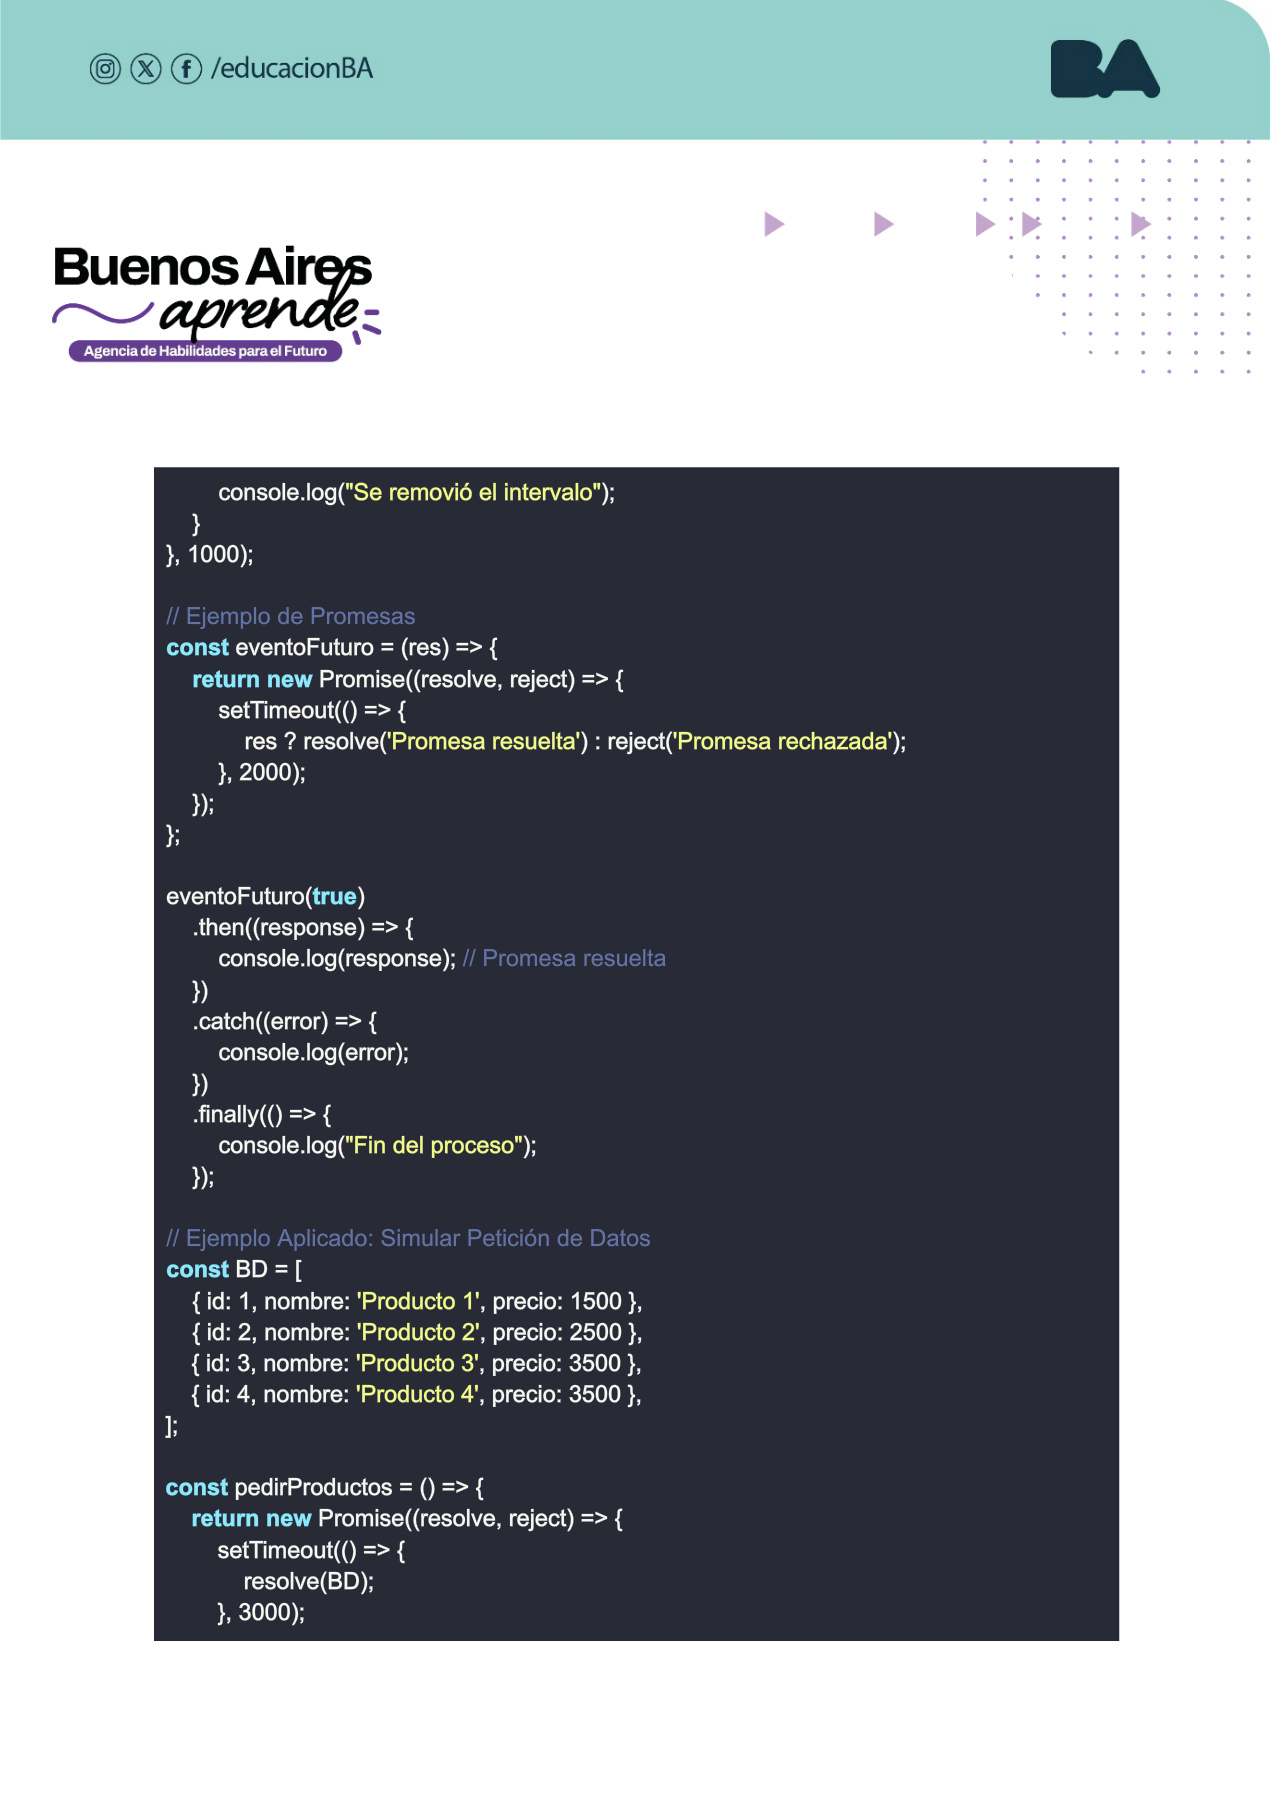 /educacionBA
BA
Buenos Aires
aprende
Agencia de Habilidades para el Futuro
console.log("Se removió el intervalo");
}
}, 1000);
// Ejemplo de Promesas
const eventoFuturo = (res) => {
return new Promise((resolve, reject) => {
setTimeout(() => {
res ? resolve('Promesa resuelta') : reject('Promesa rechazada');
}, 2000);
});
};
eventoFuturo(true)
.then((response) => {
console.log(response); // Promesa resuelta
})
.catch((error) => {
console.log(error);
})
.finally(() => {
console.log("Fin del proceso");
});
// Ejemplo Aplicado: Simular Petición de Datos
const BD = [
{ id: 1, nombre: 'Producto 1', precio: 1500 },
{ id: 2, nombre: 'Producto 2', precio: 2500 },
{ id: 3, nombre: 'Producto 3', precio: 3500 },
{ id: 4, nombre: 'Producto 4', precio: 3500 },
];
const pedirProductos = () => {
return new Promise((resolve, reject) => {
setTimeout(() => {
resolve(BD);
}, 3000);